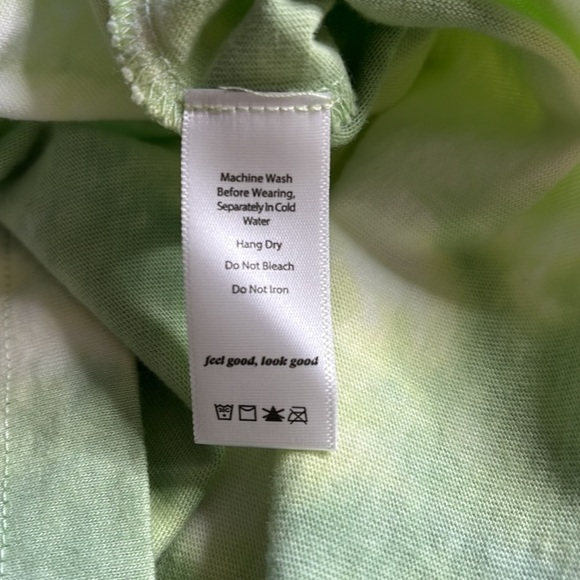 Machine Wash
Before Wearing,
Separately In Cold
Water
Hang Dry
Do Not Bleach
Do Not Iron
feel good, look good